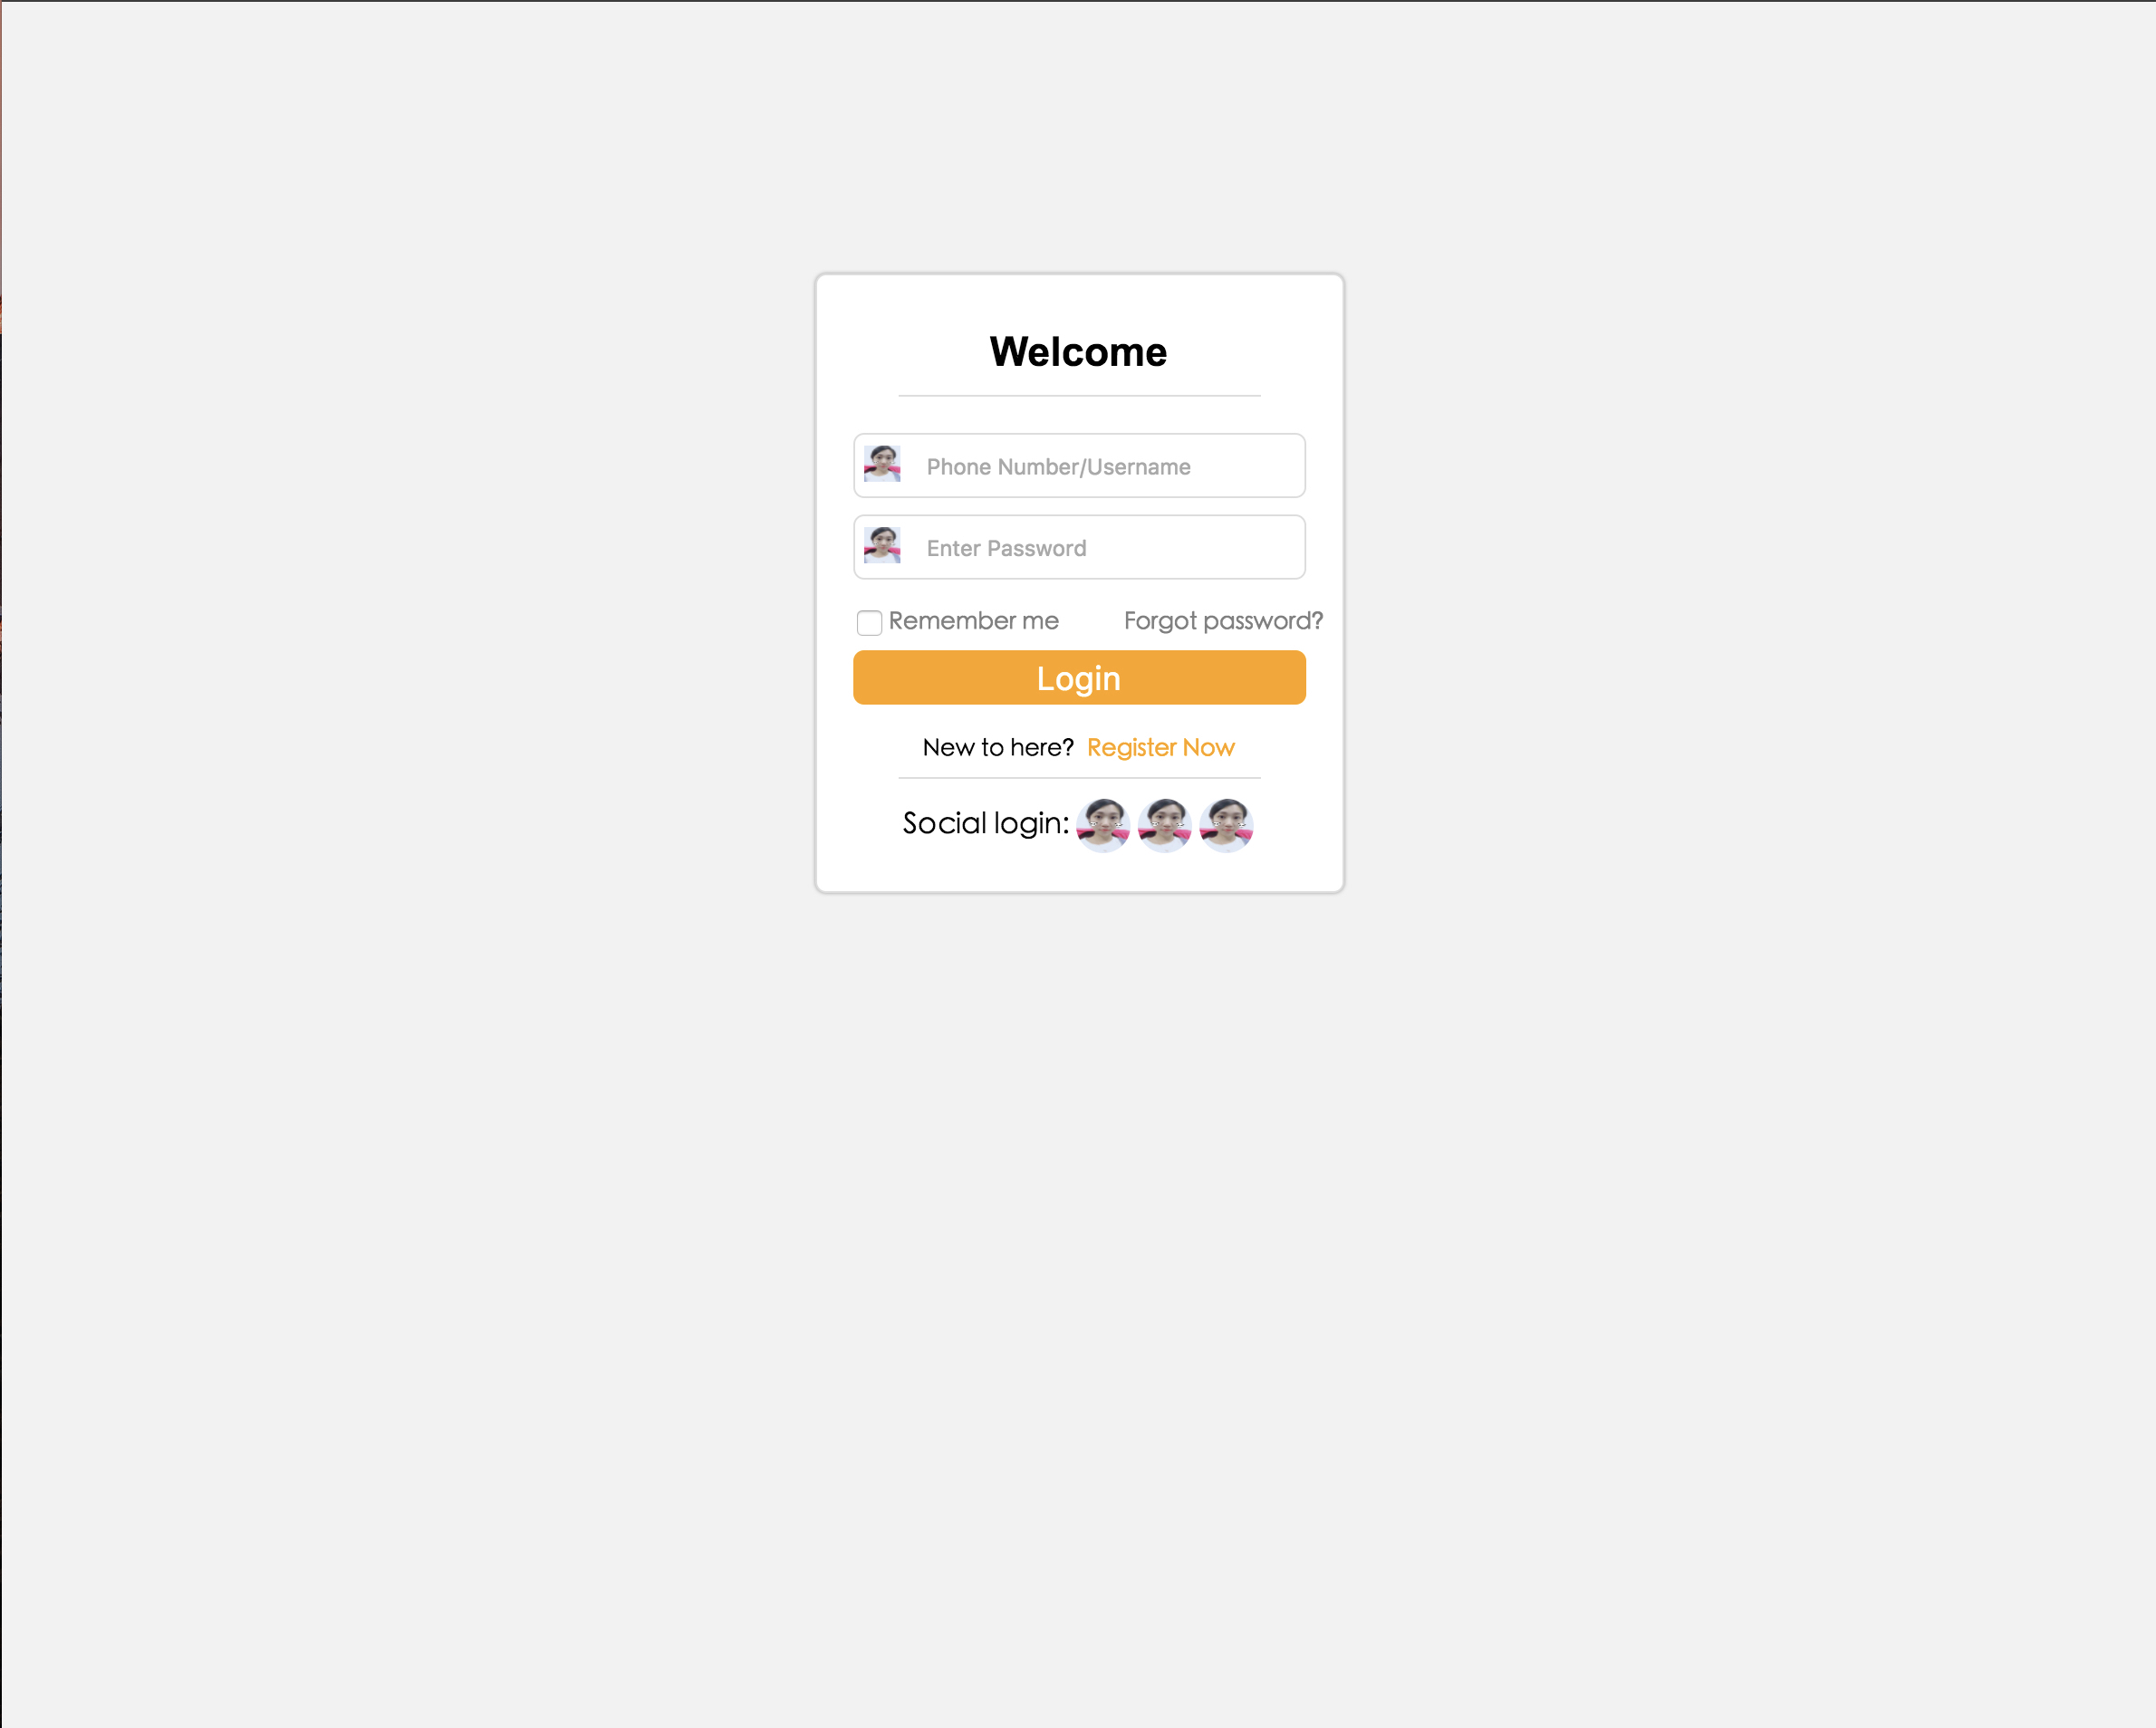 Welcome
Phone Number/Username
Enter Password
Remember me Forgot password?
Login
New to here? Register Now
Social login: